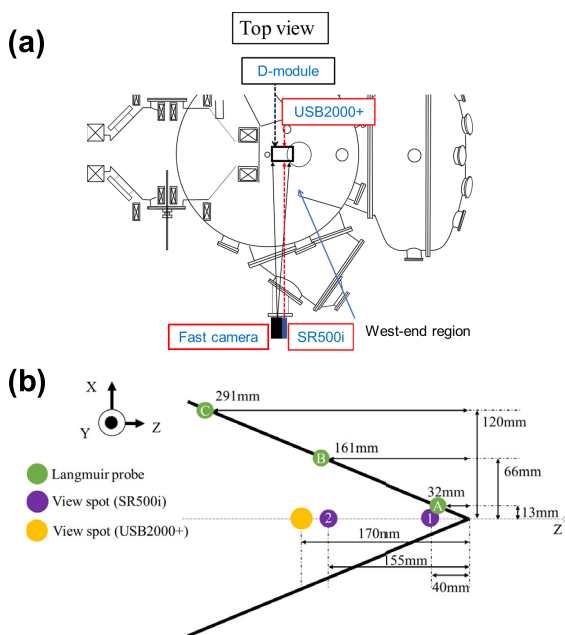 (a)
Top view
D-module
USB2000+
Fast camera
SR500i
West-end region
(b)
X
Y
Z
291mm
C
120mm
161mm
B
66mm
Langmuir probe
32mm
A
13mm
View spot (SR500i)
2
1
Z
View spot (USB2000+)
170mm
155mm
40mm